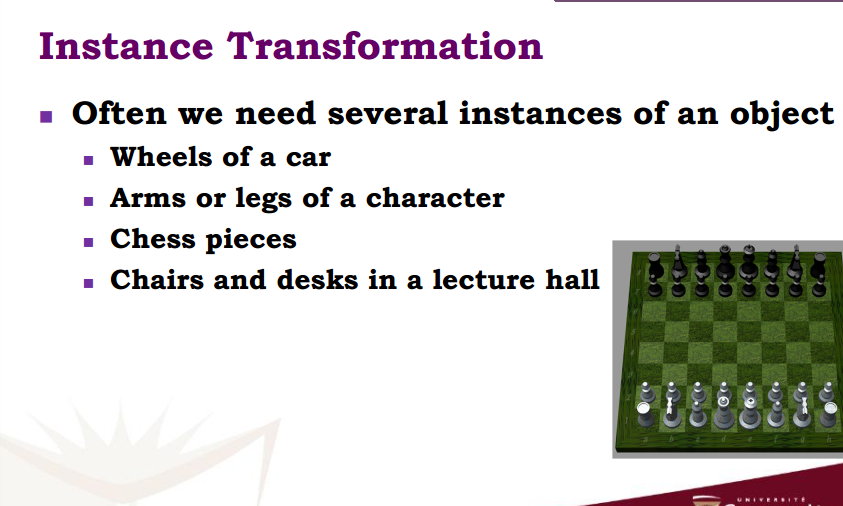 Instance Transformation
Often we need several instances of an object
Wheels of a car
Arms or legs of a character
Chess pieces
Chairs and desks in a lecture hall
UNIVERSITÉ